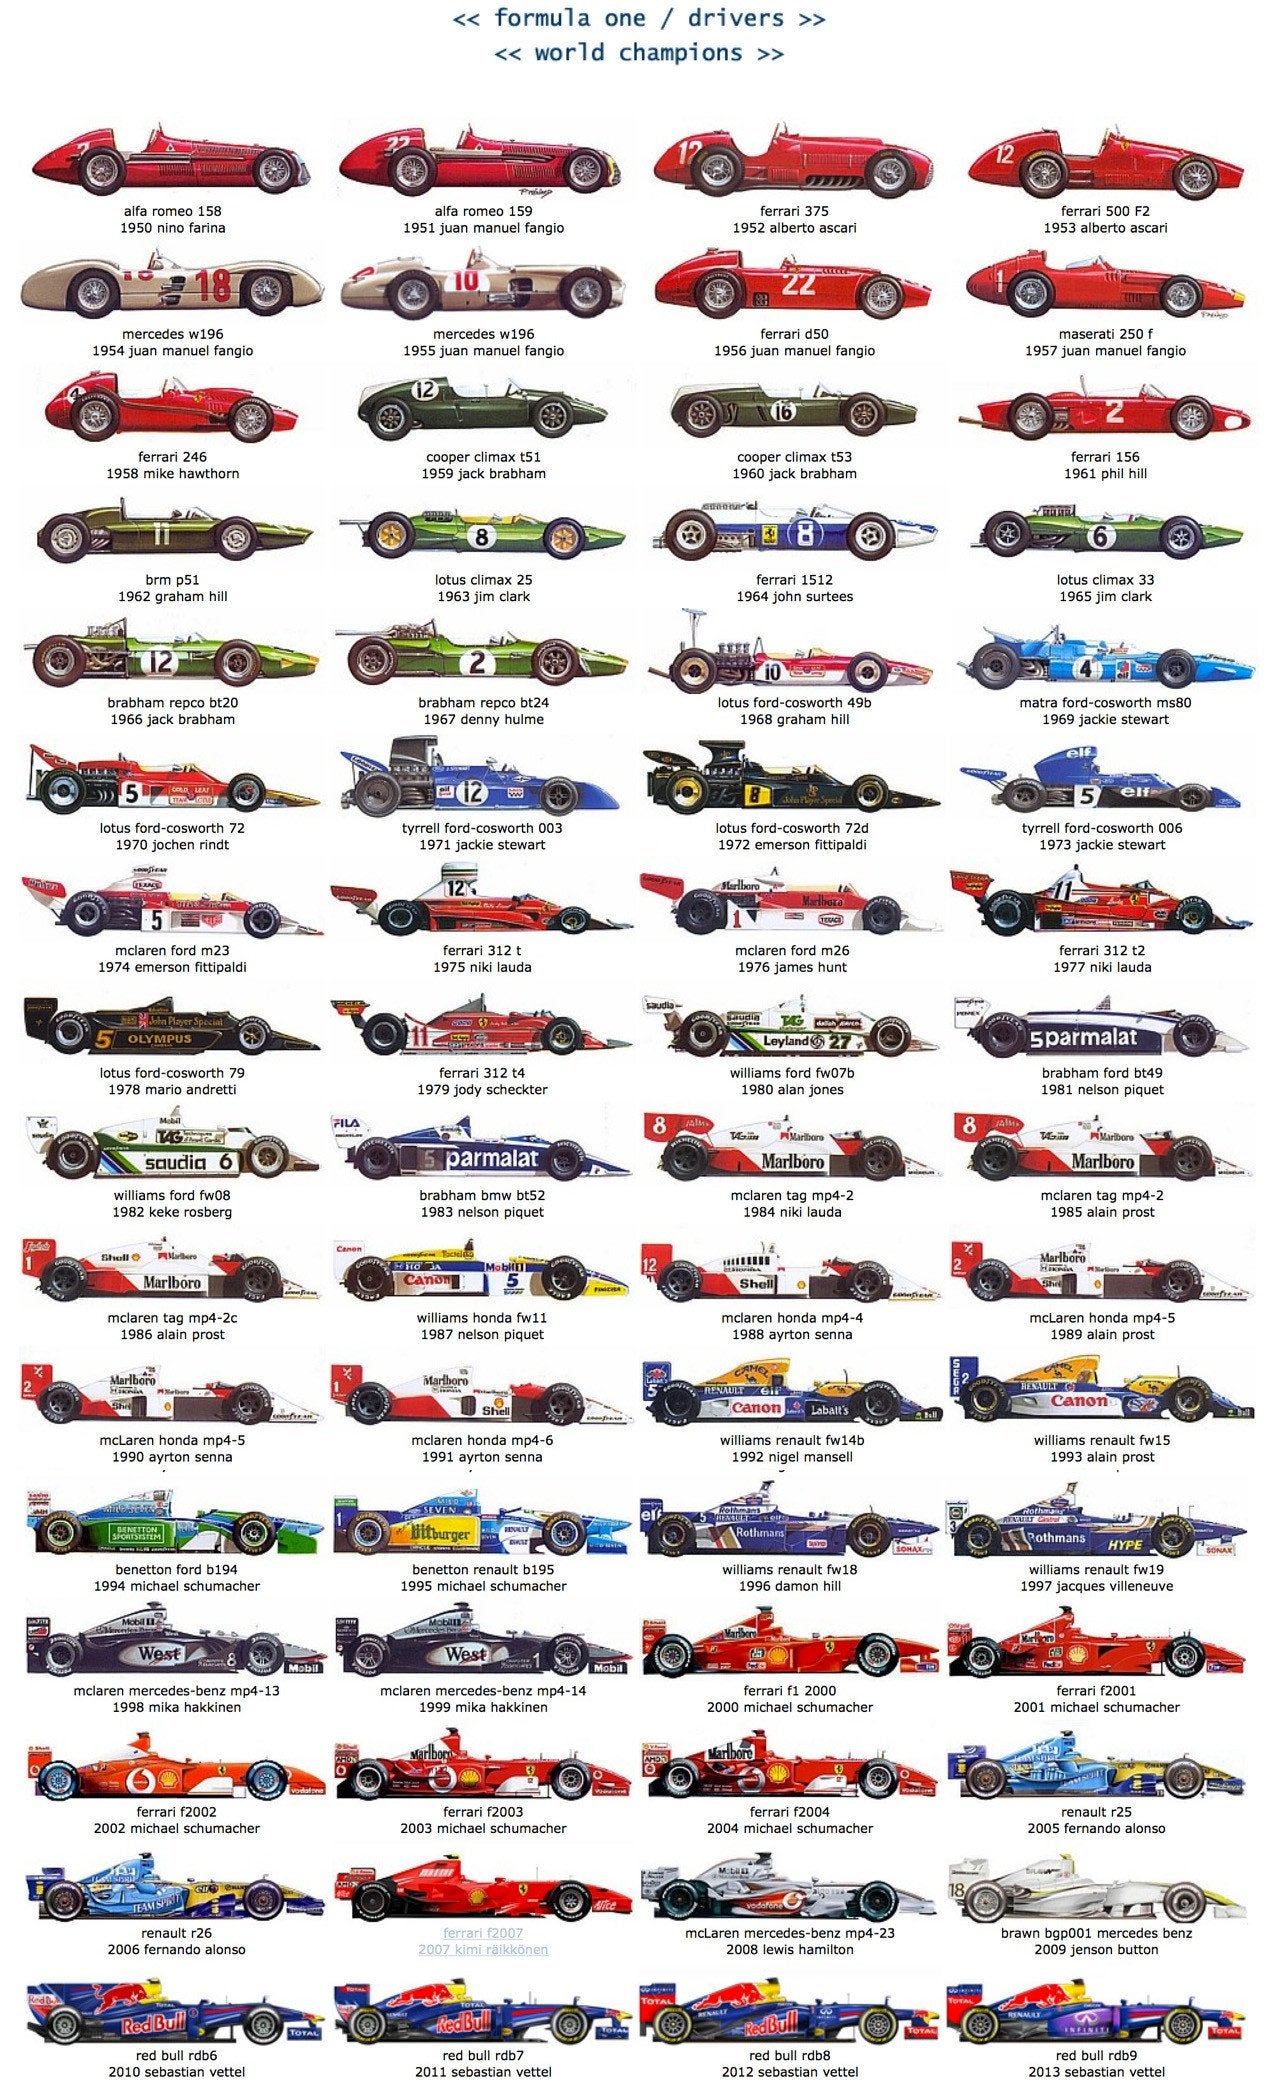 << formula one / drivers >>
<< world champions >>
alfa romeo 158
1950 nino farina
alfa romeo 159
1951 juan manuel fangio
ferrari 375
1952 alberto ascari
ferrari 500 F2
1953 alberto ascari
mercedes w196
1954 juan manuel fangio
mercedes w196
1955 juan manuel fangio
ferrari d50
1956 juan manuel fangio
maserati 250 f
1957 juan manuel fangio
ferrari 246
1958 mike hawthorn
cooper climax t51
1959 jack brabham
cooper climax t53
1960 jack brabham
ferrari 156
1961 phil hill
brm p51
1962 graham hill
lotus climax 25
1963 jim clark
ferrari 1512
1964 john surtees
lotus climax 33
1965 jim clark
brabham repco bt20
1966 jack brabham
brabham repco bt24
1967 denny hulme
lotus ford-cosworth 49b
1968 graham hill
matra ford-cosworth ms80
1969 jackie stewart
lotus ford-cosworth 72
1970 jochen rindt
tyrrell ford-cosworth 003
1971 jackie stewart
lotus ford-cosworth 72d
1972 emerson fittipaldi
tyrrell ford-cosworth 006
1973 jackie stewart
mclaren ford m23
1974 emerson fittipaldi
ferrari 312 t
1975 niki lauda
mclaren ford m26
1976 james hunt
ferrari 312 t2
1977 niki lauda
lotus ford-cosworth 79
1978 mario andretti
ferrari 312 t4
1979 jody scheckter
williams ford fw07b
1980 alan jones
brabham ford bt49
1981 nelson piquet
williams ford fw08
1982 keke rosberg
brabham bmw bt52
1983 nelson piquet
mclaren tag mp4-2
1984 niki lauda
mclaren tag mp4-2
1985 alain prost
mclaren tag mp4-2c
1986 alain prost
williams honda fw11
1987 nelson piquet
mclaren honda mp4-4
1988 ayrton senna
mcLaren honda mp4-5
1989 alain prost
mcLaren honda mp4-5
1990 ayrton senna
mclaren honda mp4-6
1991 ayrton senna
williams renault fw14b
1992 nigel mansell
williams renault fw15
1993 alain prost
benetton ford b194
1994 michael schumacher
benetton renault b195
1995 michael schumacher
williams renault fw18
1996 damon hill
williams renault fw19
1997 jacques villeneuve
mclaren mercedes-benz mp4-13
1998 mika hakkinen
mclaren mercedes-benz mp4-14
1999 mika hakkinen
ferrari f1 2000
2000 michael schumacher
ferrari f2001
2001 michael schumacher
ferrari f2002
2002 michael schumacher
ferrari f2003
2003 michael schumacher
ferrari f2004
2004 michael schumacher
renault r25
2005 fernando alonso
renault r26
2006 fernando alonso
ferrari f2007
2007 kimi räikkönen
mcLaren mercedes-benz mp4-23
2008 lewis hamilton
brawn bgp001 mercedes benz
2009 jenson button
red bull rdb6
2010 sebastian vettel
red bull rdb7
2011 sebastian vettel
red bull rdb8
2012 sebastian vettel
red bull rdb9
2013 sebastian vettel